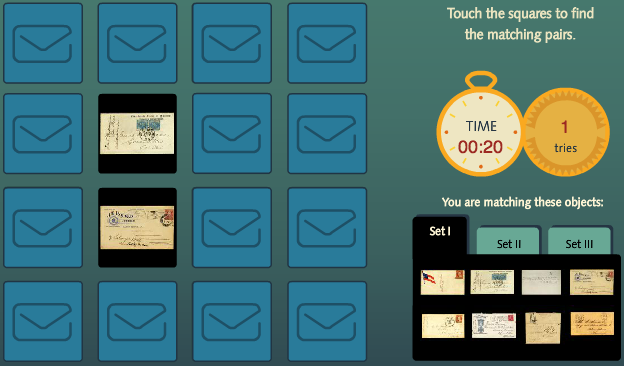 Touch the squares to find
the matching pairs.
TIME
00:20
1
tries
You are matching these objects:
Set I
Set II
Set III